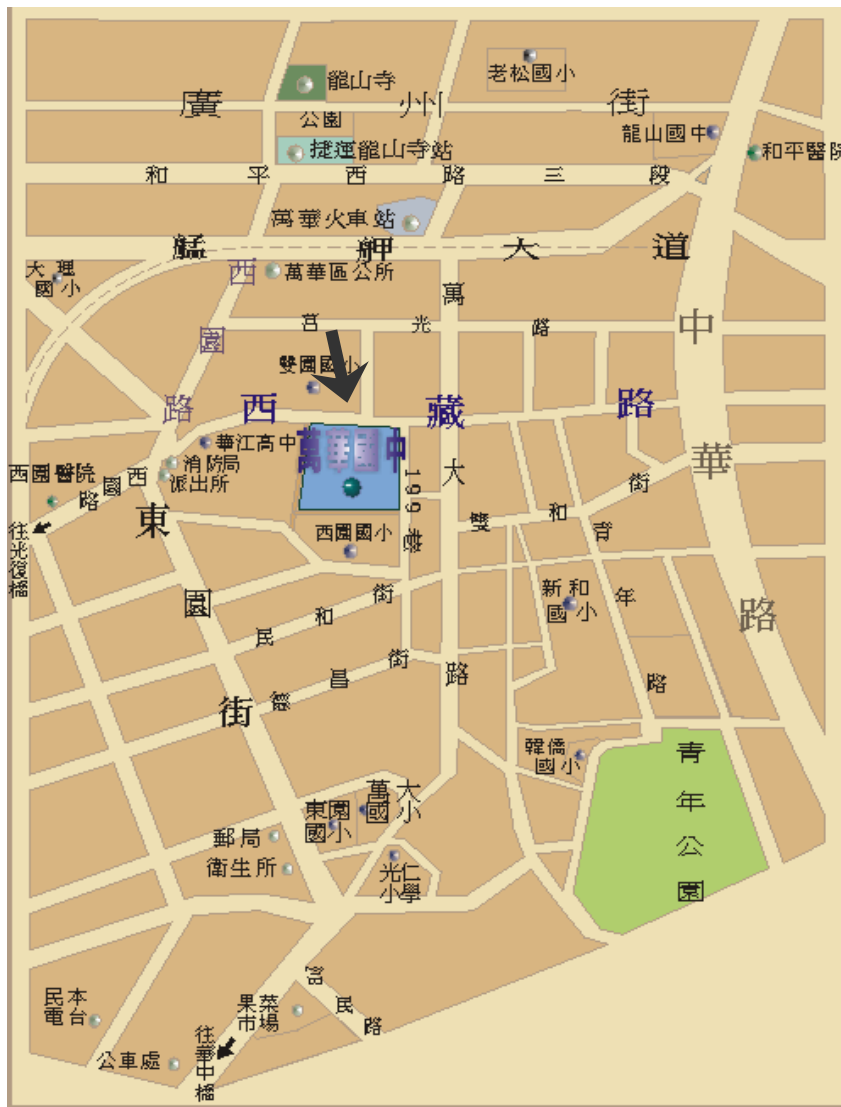 龍山寺
老松國小
廣州街
公園
龍山國中
捷運龍山寺站
和平醫院
和平西路三段
萬華火車站
艋舺大道
大理
國小
萬華區公所
西園路
莒光路
中華路
雙園國小
西藏路
萬大路
華江高中
萬華國中
消防局
派出所
西園醫院
西園路
199巷
雙和街
東園街
西園國小
往光復橋
青年路
新和
國小
民和街
德昌街
韓僑
國小
青年公園
萬大
國小
東園
國小
郵局
衛生所
光仁
小學
富民路
民本
電台
果菜
市場
往華中橋
公車處